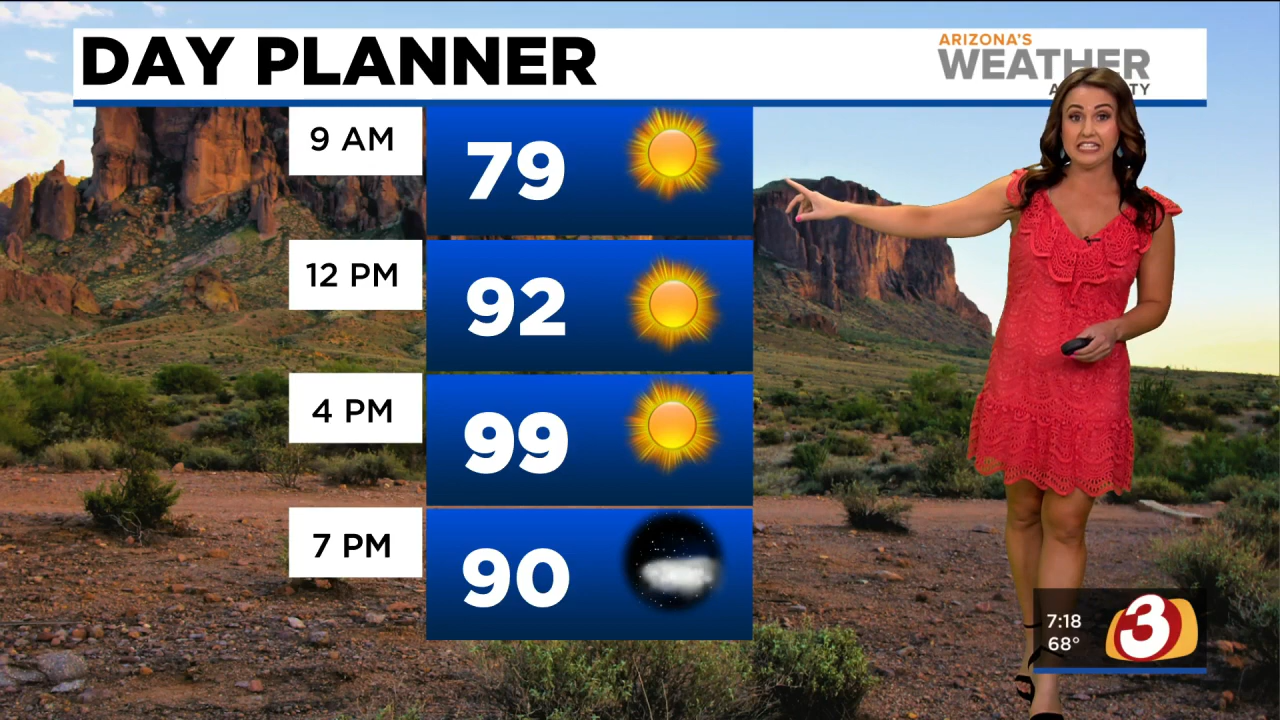 DAY PLANNER
ARIZONA'S
WEATHER
9 AM
79
12 PM
92
4 PM
99
7 PM
90
7:18
68°
3